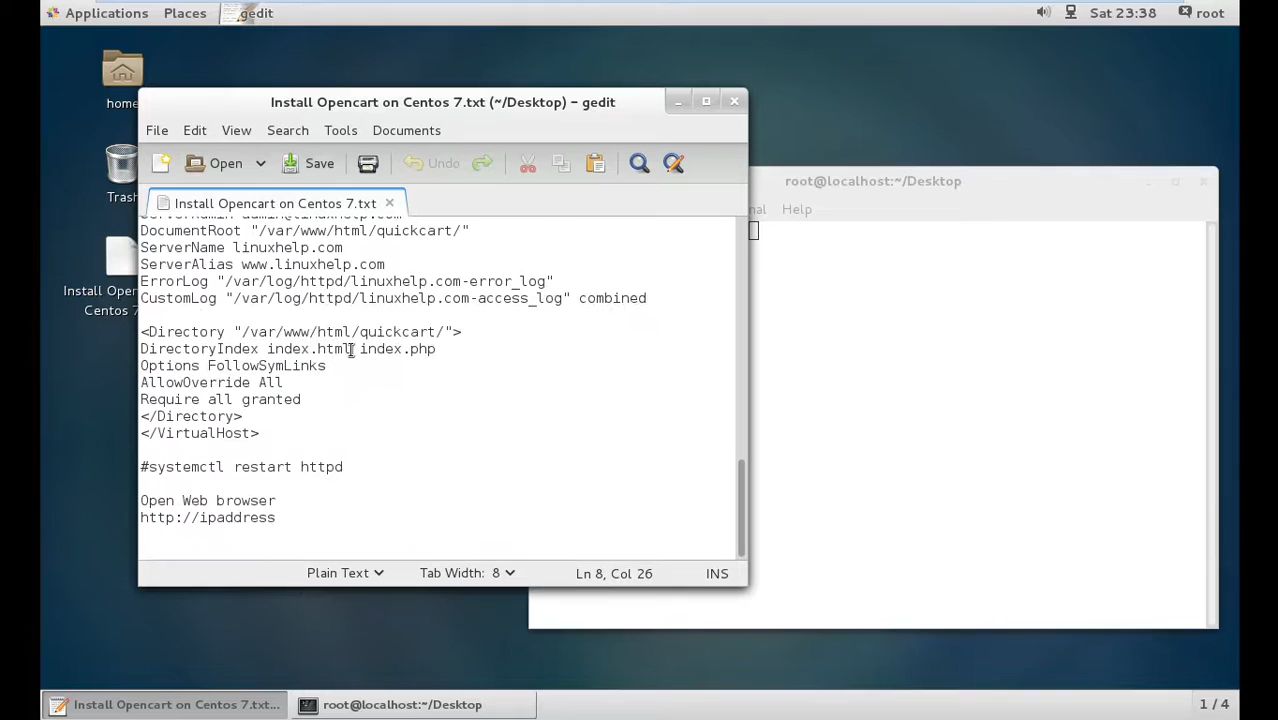 Applications Places gedit Sat 23:38 root
home
Install Opencart on Centos 7.txt (~/Desktop) - gedit
File Edit View Search Tools Documents
Open Save Undo
Trash
Install Opencart on Centos 7.txt
root@localhost:~/Desktop
Help
ServerAdmin admin@linuxhelp.com
DocumentRoot "/var/www/html/quickcart/"
ServerName linuxhelp.com
ServerAlias www.linuxhelp.com
ErrorLog "/var/log/httpd/linuxhelp.com-error_log"
CustomLog "/var/log/httpd/linuxhelp.com-access_log" combined
<Directory "/var/www/html/quickcart/">
DirectoryIndex index.html index.php
Options FollowSymLinks
AllowOverride All
Require all granted
</Directory>
</VirtualHost>
#systemctl restart httpd
Open Web browser
http://ipaddress
Install
Centos
Plain Text Tab Width: 8 Ln 8, Col 26 INS
Install Opencart on Centos 7.txt... root@localhost:~/Desktop 1 / 4